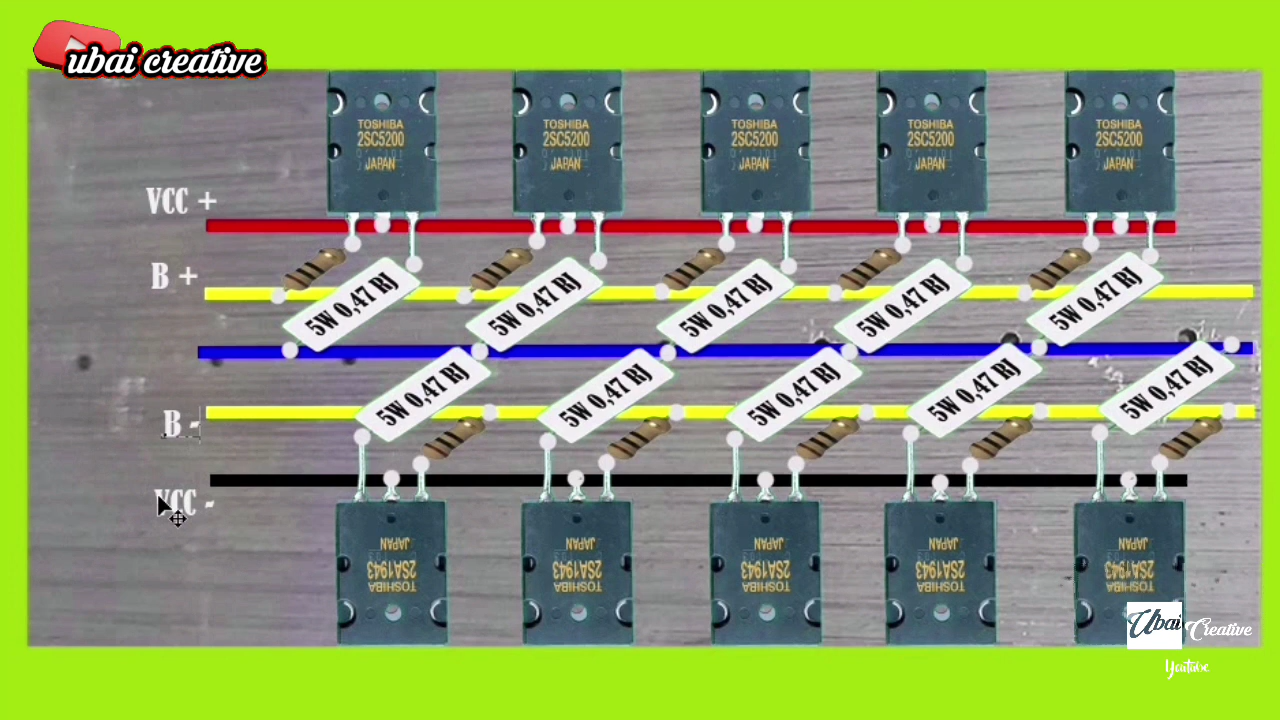 ubai creative
TOSHIBA
2SC5200
JAPAN
TOSHIBA
2SC5200
JAPAN
TOSHIBA
2SC5200
JAPAN
TOSHIBA
2SC5200
JAPAN
TOSHIBA
2SC5200
JAPAN
VCC +
B +
5W 0,47 RJ
5W 0,47 RJ
5W 0,47 RJ
5W 0,47 RJ
5W 0,47 RJ
5W 0,47 RJ
5W 0,47 RJ
5W 0,47 RJ
5W 0,47 RJ
5W 0,47 RJ
B -
VCC -
TOSHIBA
2SA1943
JAPAN
TOSHIBA
2SA1943
JAPAN
TOSHIBA
2SA1943
JAPAN
TOSHIBA
2SA1943
JAPAN
TOSHIBA
2SA1943
JAPAN
Ubai Creative
Youtube